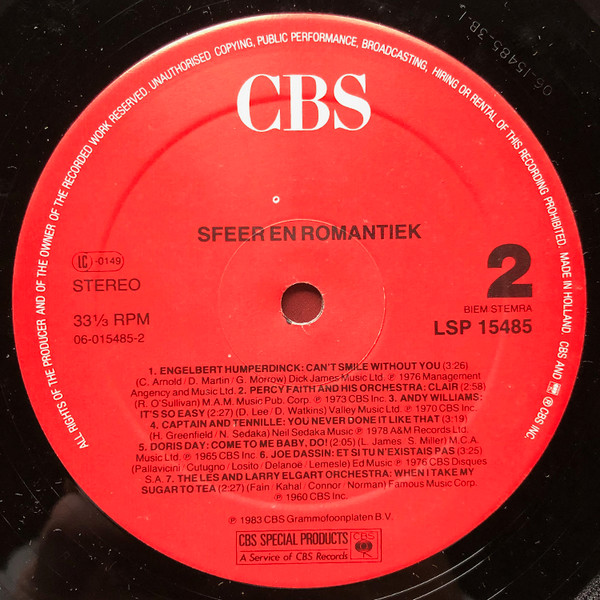 ALL RIGHTS OF THE PRODUCER AND OF THE OWNER OF THE RECORDED WORK RESERVED. UNAUTHORISED COPYING, PUBLIC PERFORMANCE, BROADCASTING, HIRING OR RENTAL OF THIS RECORDING PROHIBITED. MADE IN HOLLAND. CBS AND ® CBS INC.
06-15485-3B-1
CBS
SFEER EN ROMANTIEK
LC -0149
STEREO
2
BIEM/STEMRA
33⅓ RPM
LSP 15485
06-015485-2
1. ENGELBERT HUMPERDINCK: CAN'T SMILE WITHOUT YOU (3:26)
(C. Arnold / D. Martin / G. Morrow) Dick James Music Ltd. ℗ 1976 Management
Angency and Music Ltd. 2. PERCY FAITH AND HIS ORCHESTRA: CLAIR (2:58)
(R. O'Sullivan) M.A.M. Music Pub. Corp. ℗ 1973 CBS Inc. 3. ANDY WILLIAMS:
IT'S SO EASY (2:27) (D. Lee / D. Watkins) Valley Music Ltd. ℗ 1970 CBS Inc.
4. CAPTAIN AND TENNILLE: YOU NEVER DONE IT LIKE THAT (3:19)
(H. Greenfield / N. Sedaka) Neil Sedaka Music ℗ 1978 A&M Records Ltd.
5. DORIS DAY: COME TO ME BABY, DO! (2:05) (L. James S. Miller) M.C.A.
Music Ltd. ℗ 1965 CBS Inc. 6. JOE DASSIN: ET SI TU N'EXISTAIS PAS (3:25)
(Pallavicini / Cutugno / Losito / Delanoe / Lemesle) Ed Music ℗ 1976 CBS Disques
S.A. 7. THE LES AND LARRY ELGART ORCHESTRA: WHEN I TAKE MY
SUGAR TO TEA (2:27) (Fain / Kahal / Connor / Norman) Famous Music Corp.
℗ 1960 CBS Inc.
℗ 1983 CBS Grammofoonplaten B.V.
CBS SPECIAL PRODUCTS
A Service of CBS Records
CBS